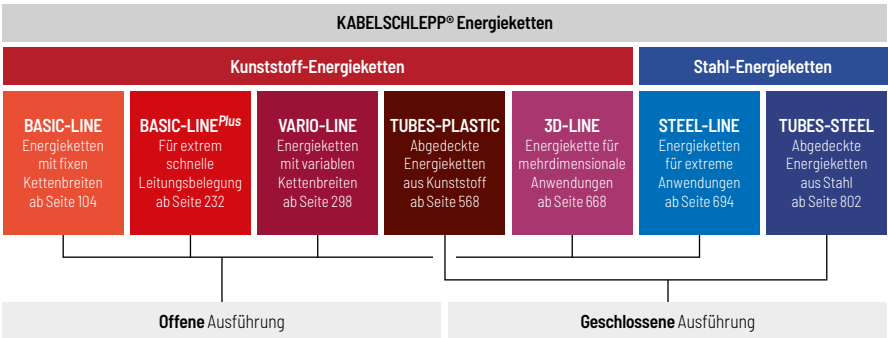 KABELSCHLEPP® Energieketten
Kunststoff-Energieketten
Stahl-Energieketten
BASIC-LINE
Energieketten
mit fixen
Kettenbreiten
ab Seite 104
BASIC-LINEPlus
Für extrem
schnelle
Leitungsbelegung
ab Seite 232
VARIO-LINE
Energieketten
mit variablen
Kettenbreiten
ab Seite 298
TUBES-PLASTIC
Abgedeckte
Energieketten
aus Kunststoff
ab Seite 568
3D-LINE
Energiekette für
mehrdimensionale
Anwendungen
ab Seite 668
STEEL-LINE
Energieketten
für extreme
Anwendungen
ab Seite 694
TUBES-STEEL
Abgedeckte
Energieketten
aus Stahl
ab Seite 802
Offene Ausführung
Geschlossene Ausführung